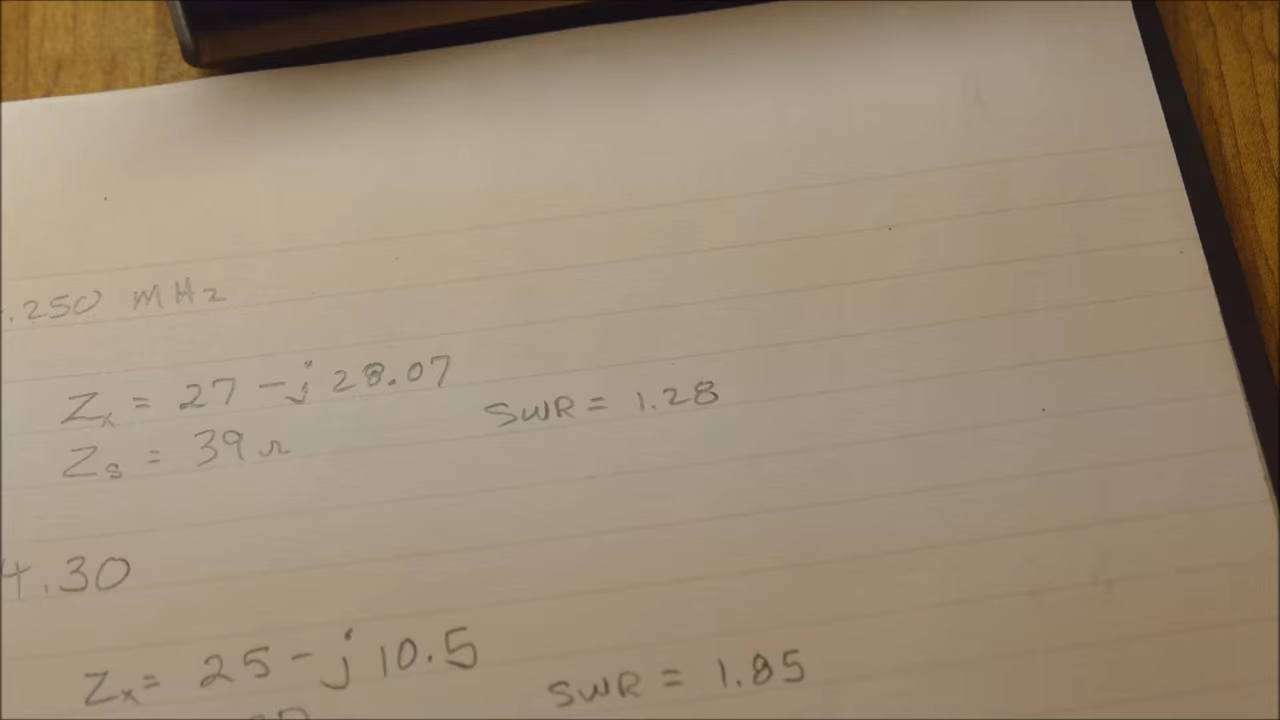 .250 MHz
Zx = 27 - j 28.07
SWR = 1.28
Zs = 39 Ω
4.30
Zx = 25 - j 10.5
SWR = 1.85